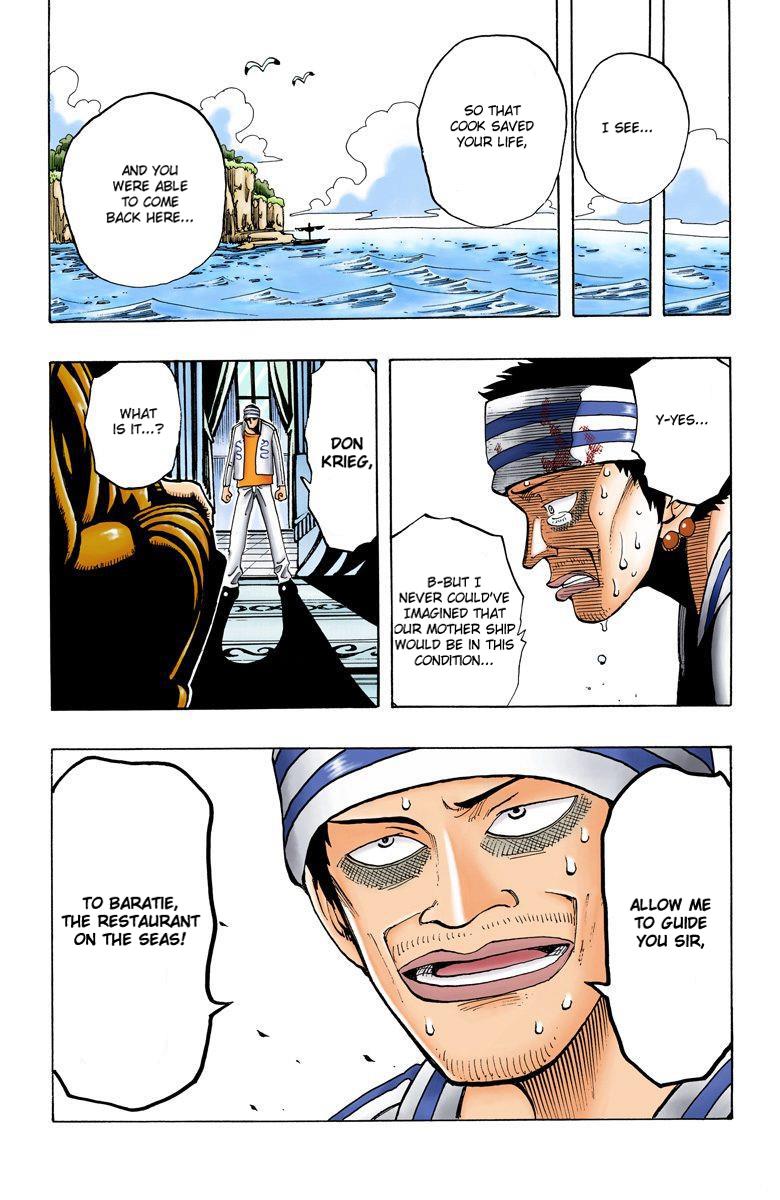 I SEE...
SO THAT
COOK SAVED
YOUR LIFE,
AND YOU
WERE ABLE
TO COME
BACK HERE...
Y-YES...
B-BUT I
NEVER COULD'VE
IMAGINED THAT
OUR MOTHER SHIP
WOULD BE IN THIS
CONDITION...
DON
KRIEG,
WHAT
IS IT...?
ALLOW ME
TO GUIDE
YOU SIR,
TO BARATIE,
THE RESTAURANT
ON THE SEAS!